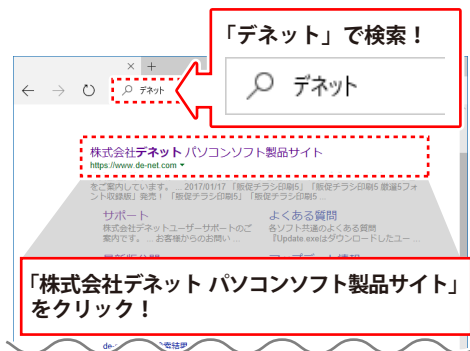 「デネット」で検索！
デネット
デネット
株式会社デネット パソコンソフト製品サイト
https://www.de-net.com
をご案内しています。 ... 2017/01/17 「販促チラシ印刷5」「販促チラシ印刷5 厳選5フォ
ント収録版」発売！ 「販促チラシ印刷5」「販促チラシ印刷5
サポート
株式会社デネットユーザーサポートのご
案内です。 ...お客様からのお問い ...
よくある質問
各ソフト共通のよくある質問
『Update.exeはダウンロードしたユー ...
「株式会社デネット パソコンソフト製品サイト」
をクリック！